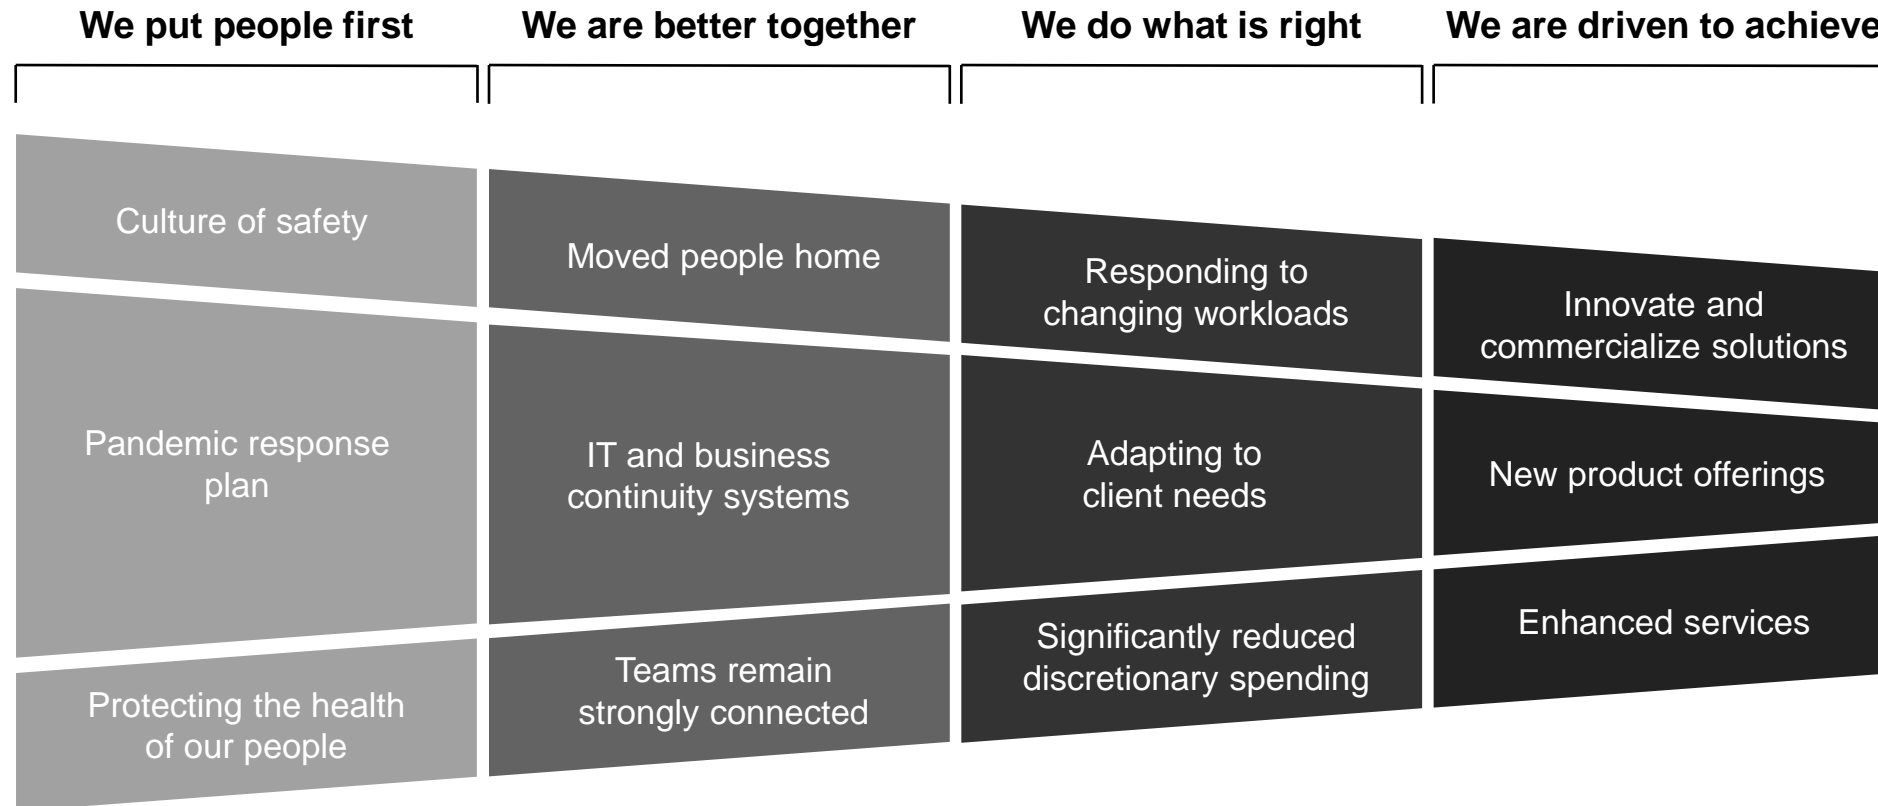 We put people first
We are better together
We do what is right
We are driven to achieve
Culture of safety
Pandemic response
plan
Protecting the health
of our people
Moved people home
IT and business
continuity systems
Teams remain
strongly connected
Responding to
changing workloads
Adapting to
client needs
Significantly reduced
discretionary spending
Innovate and
commercialize solutions
New product offerings
Enhanced services